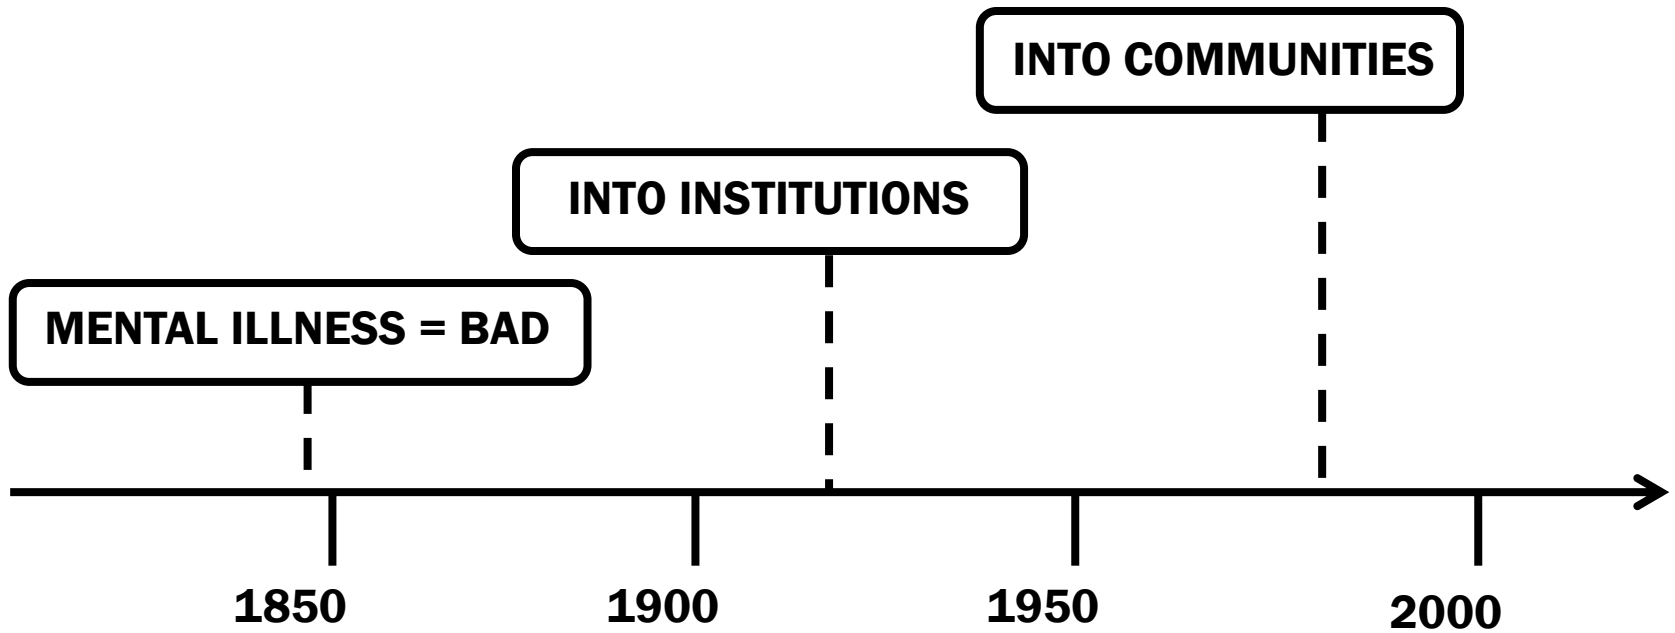 INTO COMMUNITIES
INTO INSTITUTIONS
MENTAL ILLNESS = BAD
1850
1900
1950
2000